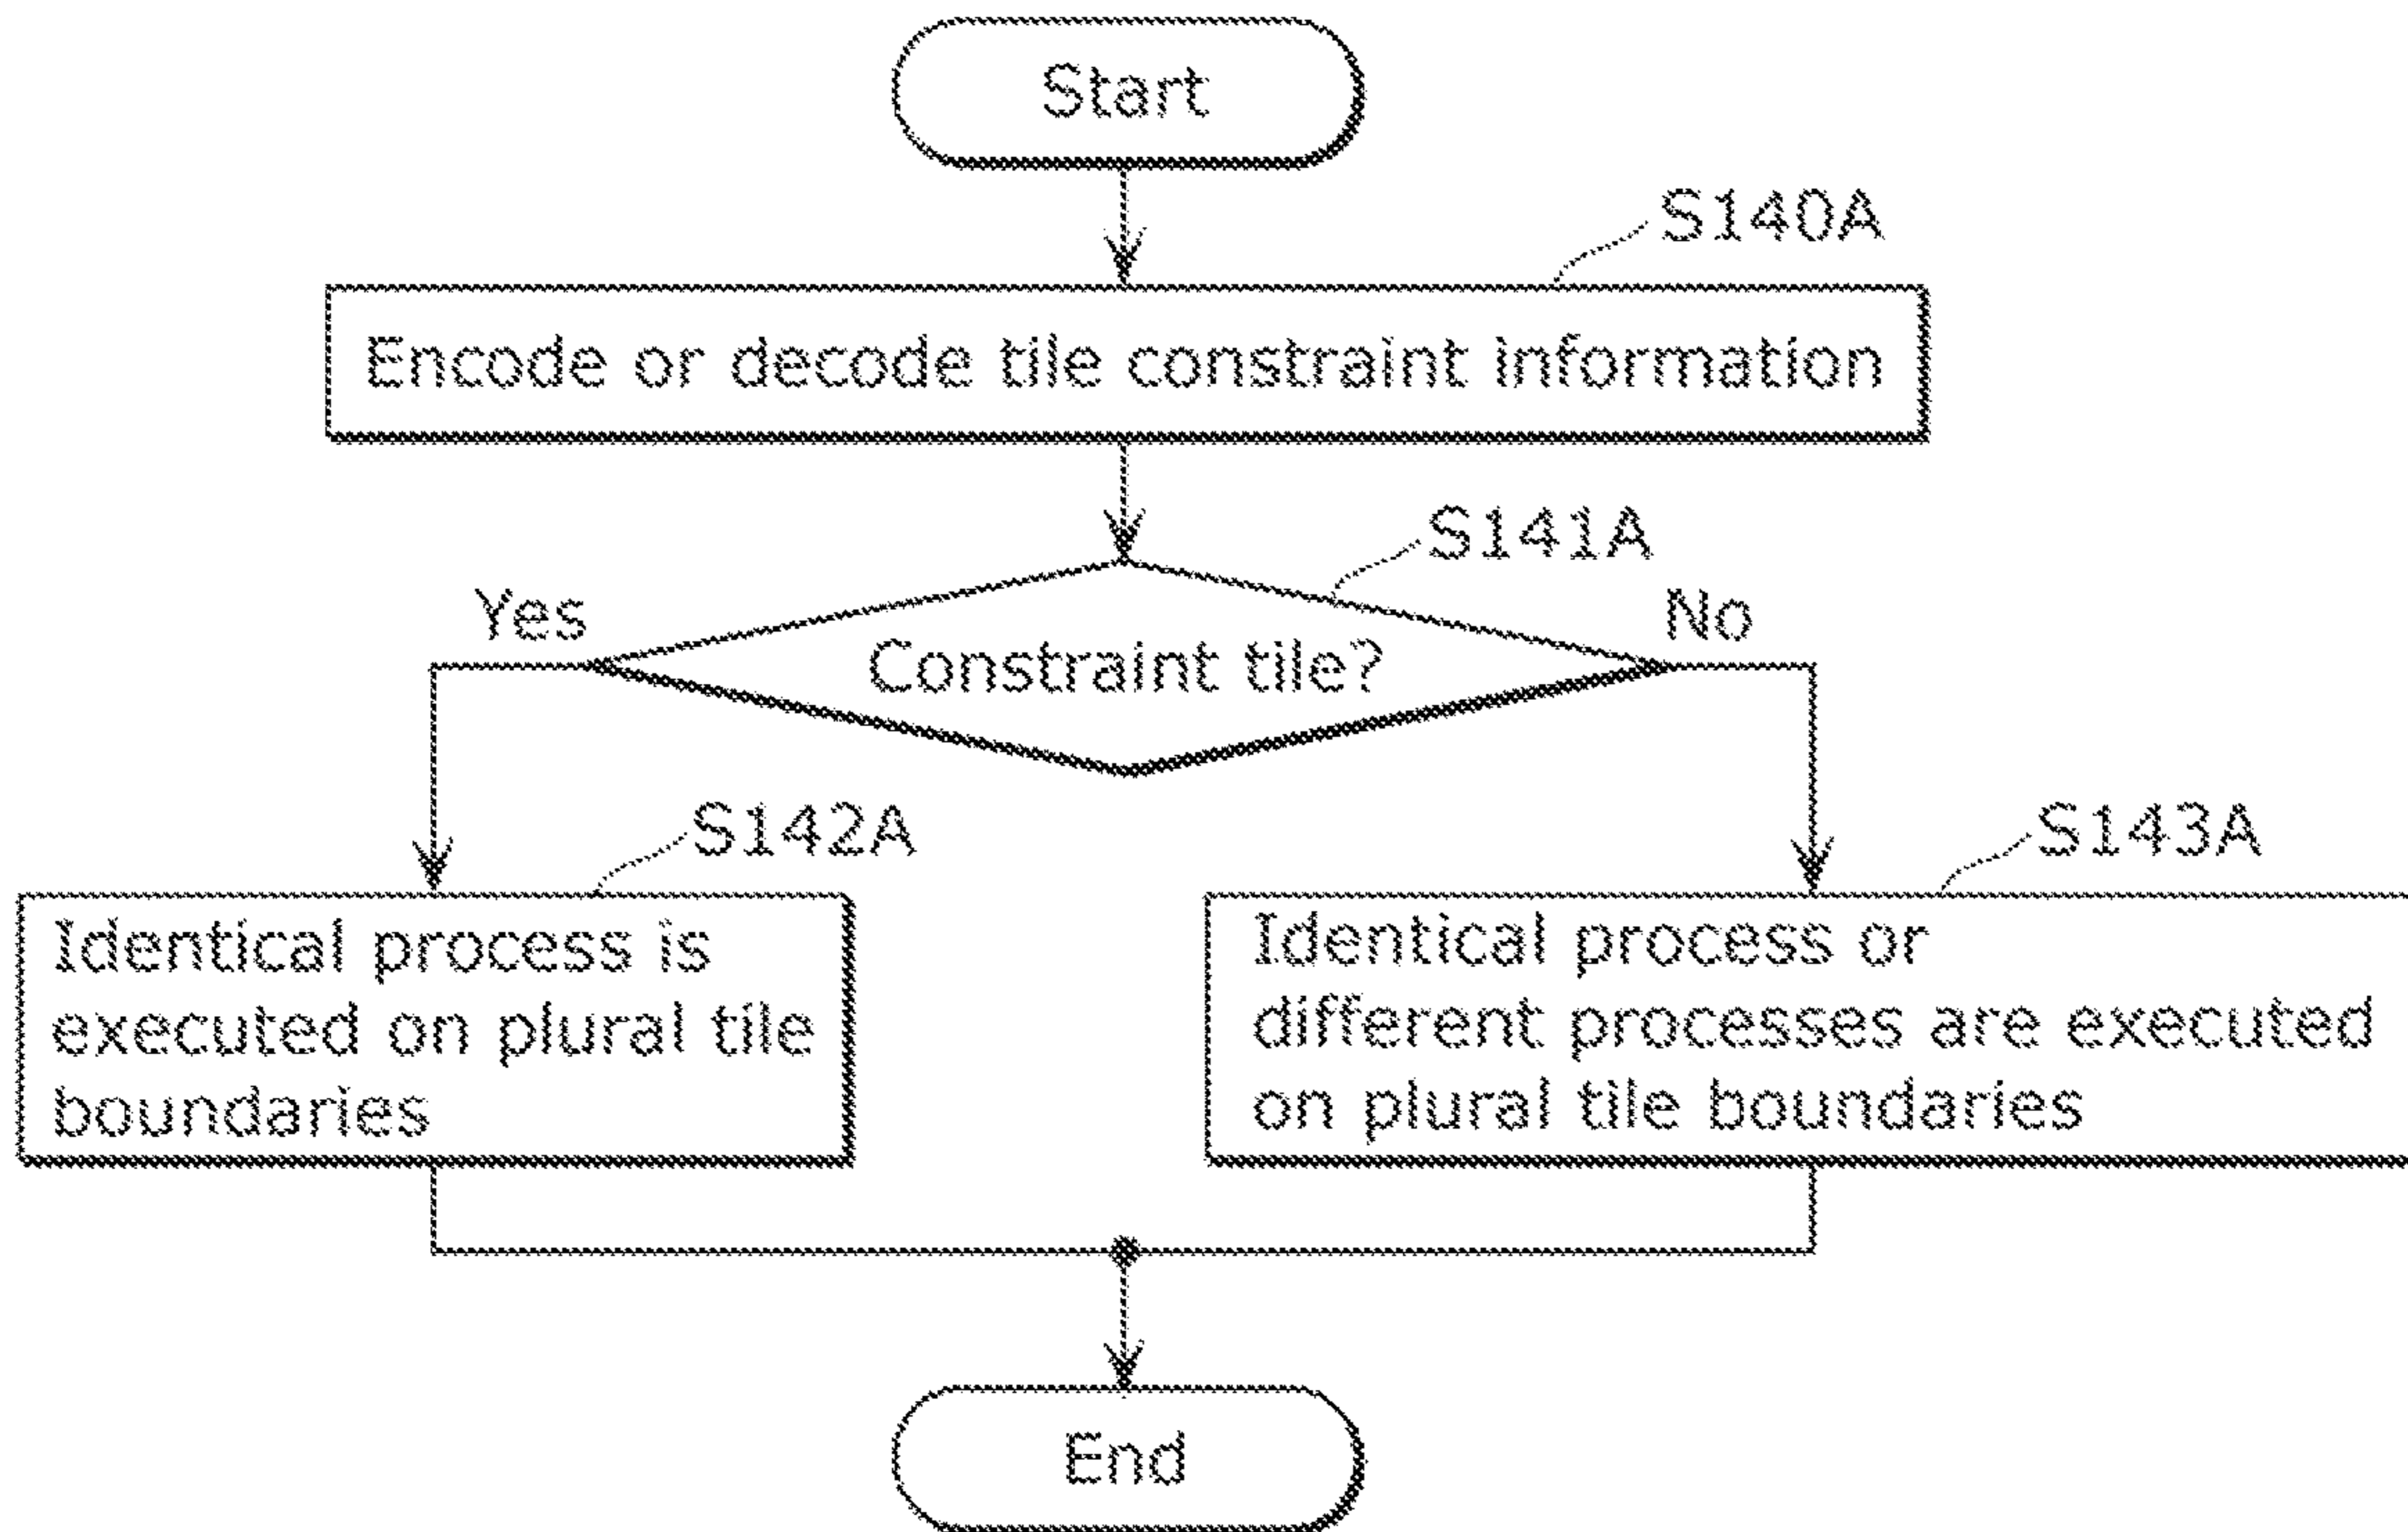 Start
S140A
Encode or decode tile constraint information
S141A
Yes
No
Constraint tile?
S142A
S143A
Identical process is
executed on plural tile
boundaries
Identical process or
different processes are executed
on plural tile boundaries
End